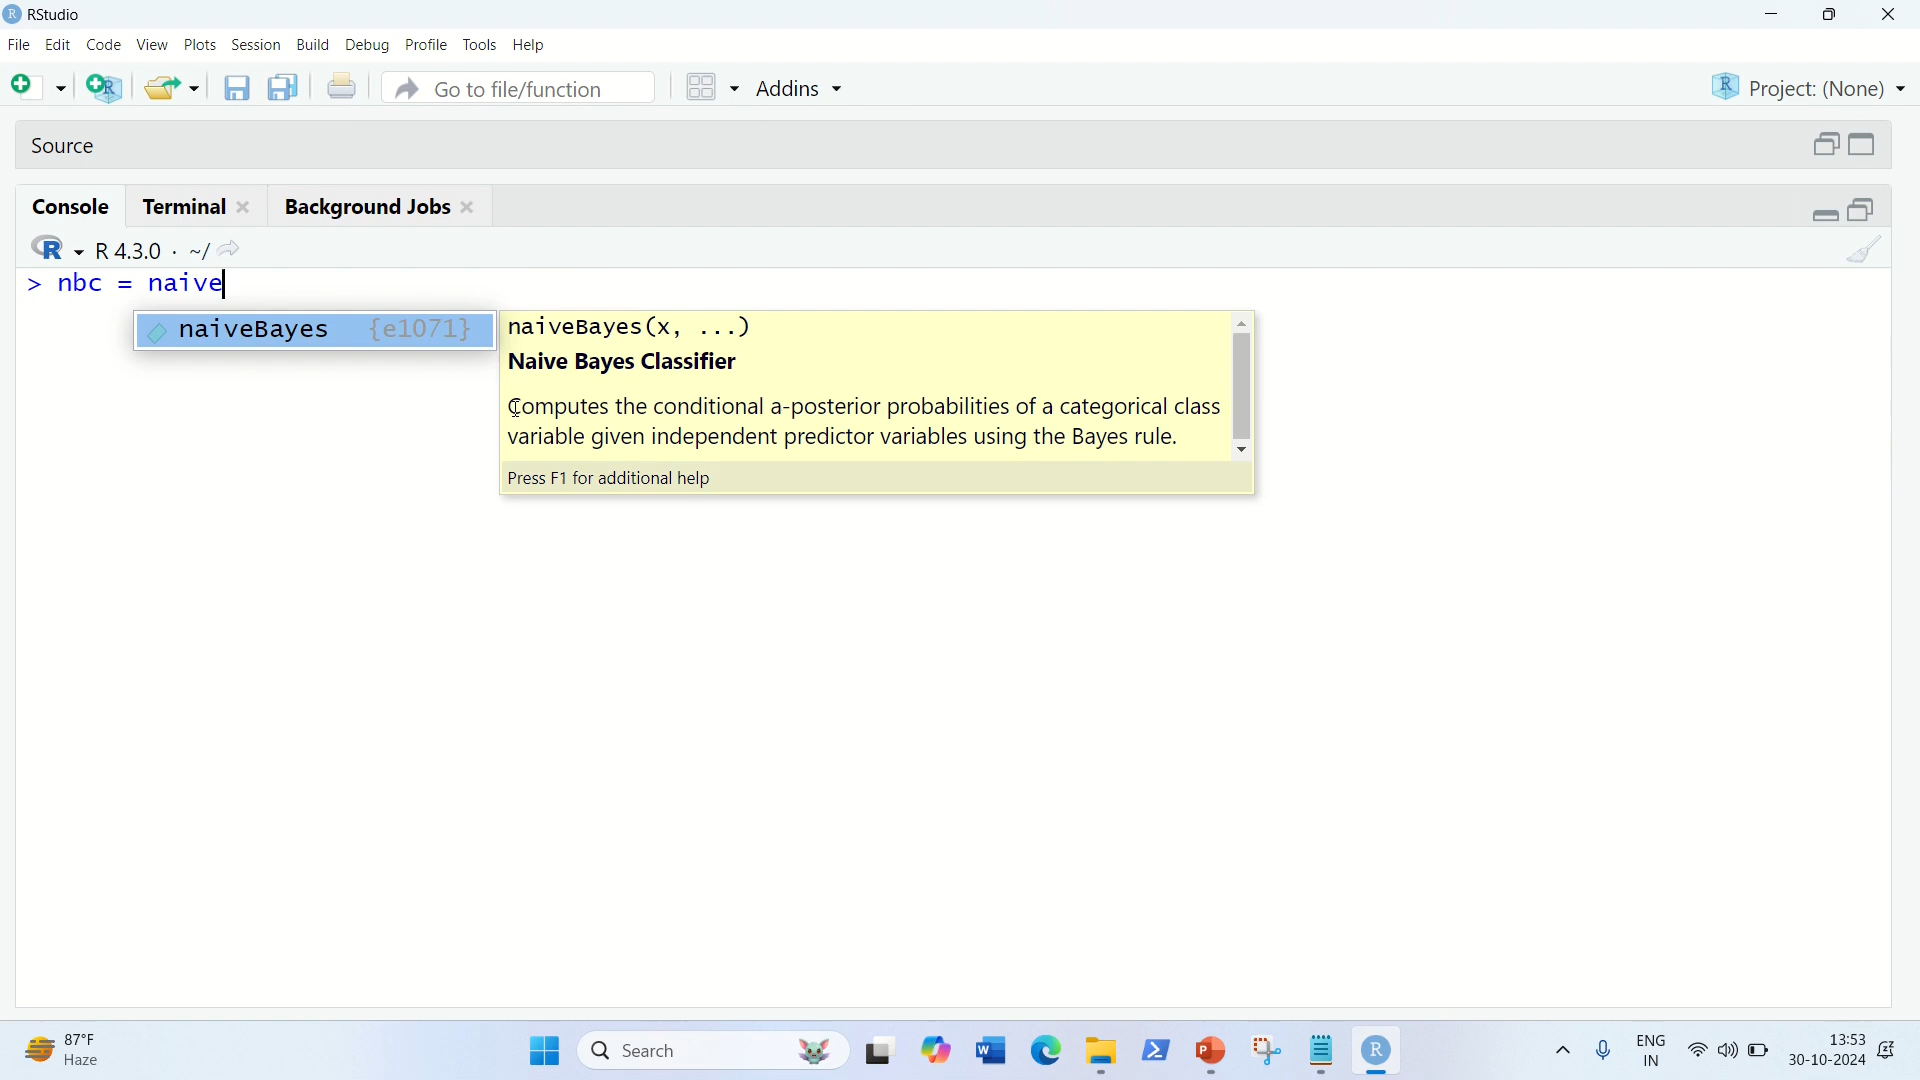 RStudio
File Edit Code View Plots Session Build Debug Profile Tools Help
Go to file/function Addins Project: (None)
Source
Console Terminal Background Jobs
R 4.3.0 · ~/
> nbc = naive
naiveBayes {e1071}
naiveBayes(x, ...)
Naive Bayes Classifier
Computes the conditional a-posterior probabilities of a categorical class
variable given independent predictor variables using the Bayes rule.
Press F1 for additional help
87°F
Haze
Search
ENG
IN
13:53
30-10-2024